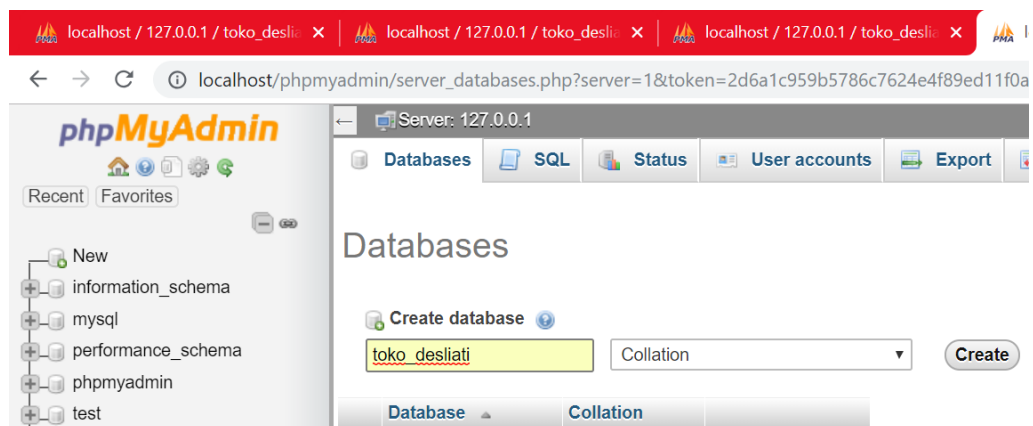 localhost / 127.0.0.1 / toko_deslia localhost / 127.0.0.1 / toko_deslia localhost / 127.0.0.1 / toko_deslia
localhost/phpmyadmin/server_databases.php?server=1&token=2d6a1c959b5786c7624e4f89ed11f0a
phpMyAdmin
Recent Favorites
New
information_schema
mysql
performance_schema
phpmyadmin
test
Server: 127.0.0.1
Databases SQL Status User accounts Export
Databases
Create database
toko_desliati Collation Create
Database Collation